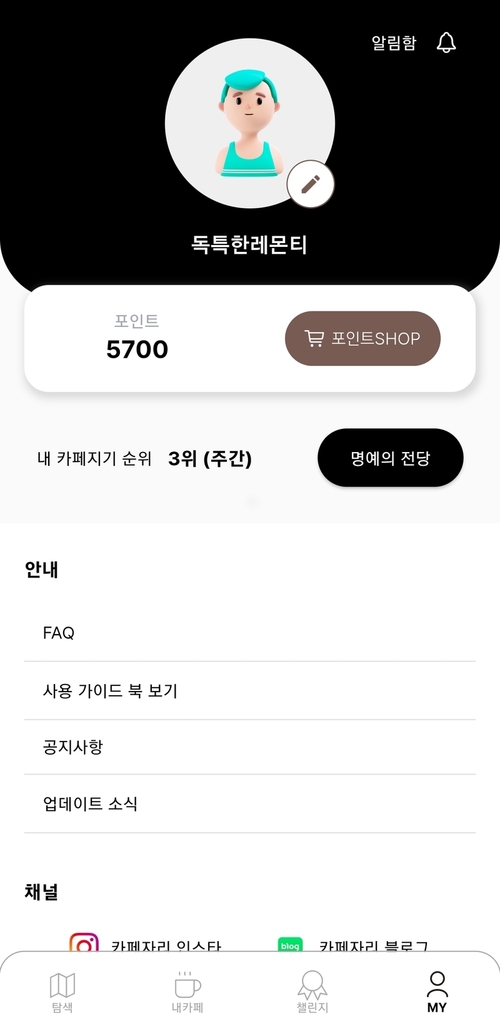 알림함
독특한레몬티
포인트
5700
포인트SHOP
내 카페지기 순위 3위 (주간)
명예의 전당
안내
FAQ
사용 가이드 북 보기
공지사항
업데이트 소식
채널
카페자리 인스타
blog
카페자리 블로그
탐색
내카페
챌린지
MY